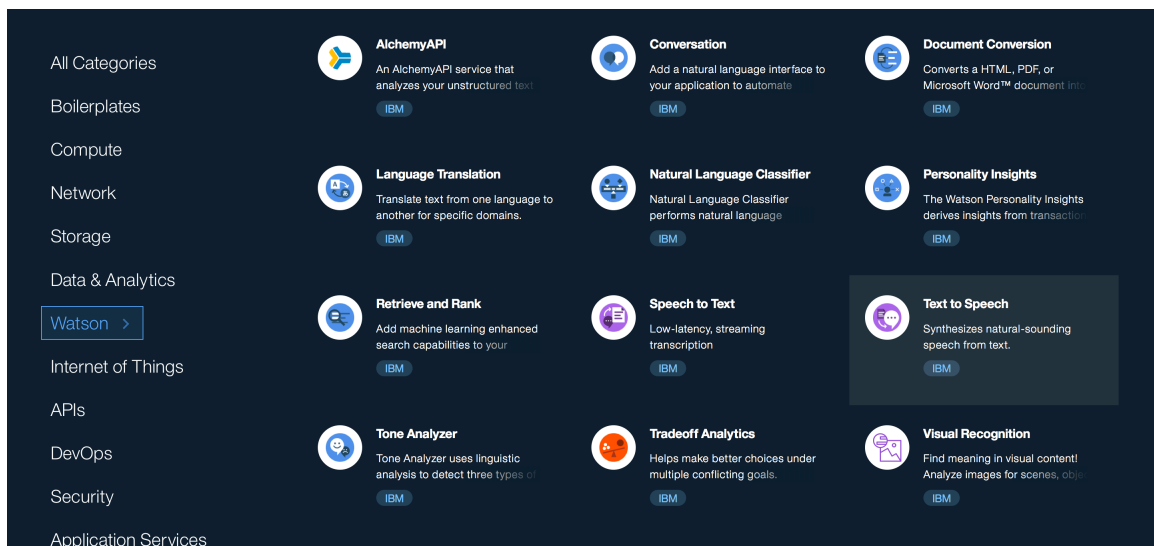 All Categories
Boilerplates
Compute
Network
Storage
Data & Analytics
Watson
Internet of Things
APIs
DevOps
Security
Application Services
AlchemyAPI
An AlchemyAPI service that
analyzes your unstructured text
IBM
Conversation
Add a natural language interface to
your application to automate
IBM
Document Conversion
Converts a HTML, PDF, or
Microsoft Word™ document into
IBM
Language Translation
Translate text from one language to
another for specific domains.
IBM
Natural Language Classifier
Natural Language Classifier
performs natural language
IBM
Personality Insights
The Watson Personality Insights
derives insights from transaction
IBM
Retrieve and Rank
Add machine learning enhanced
search capabilities to your
IBM
Speech to Text
Low-latency, streaming
transcription
IBM
Text to Speech
Synthesizes natural-sounding
speech from text.
IBM
Tone Analyzer
Tone Analyzer uses linguistic
analysis to detect three types of
IBM
Tradeoff Analytics
Helps make better choices under
multiple conflicting goals.
IBM
Visual Recognition
Find meaning in visual content!
Analyze images for scenes, obje
IBM